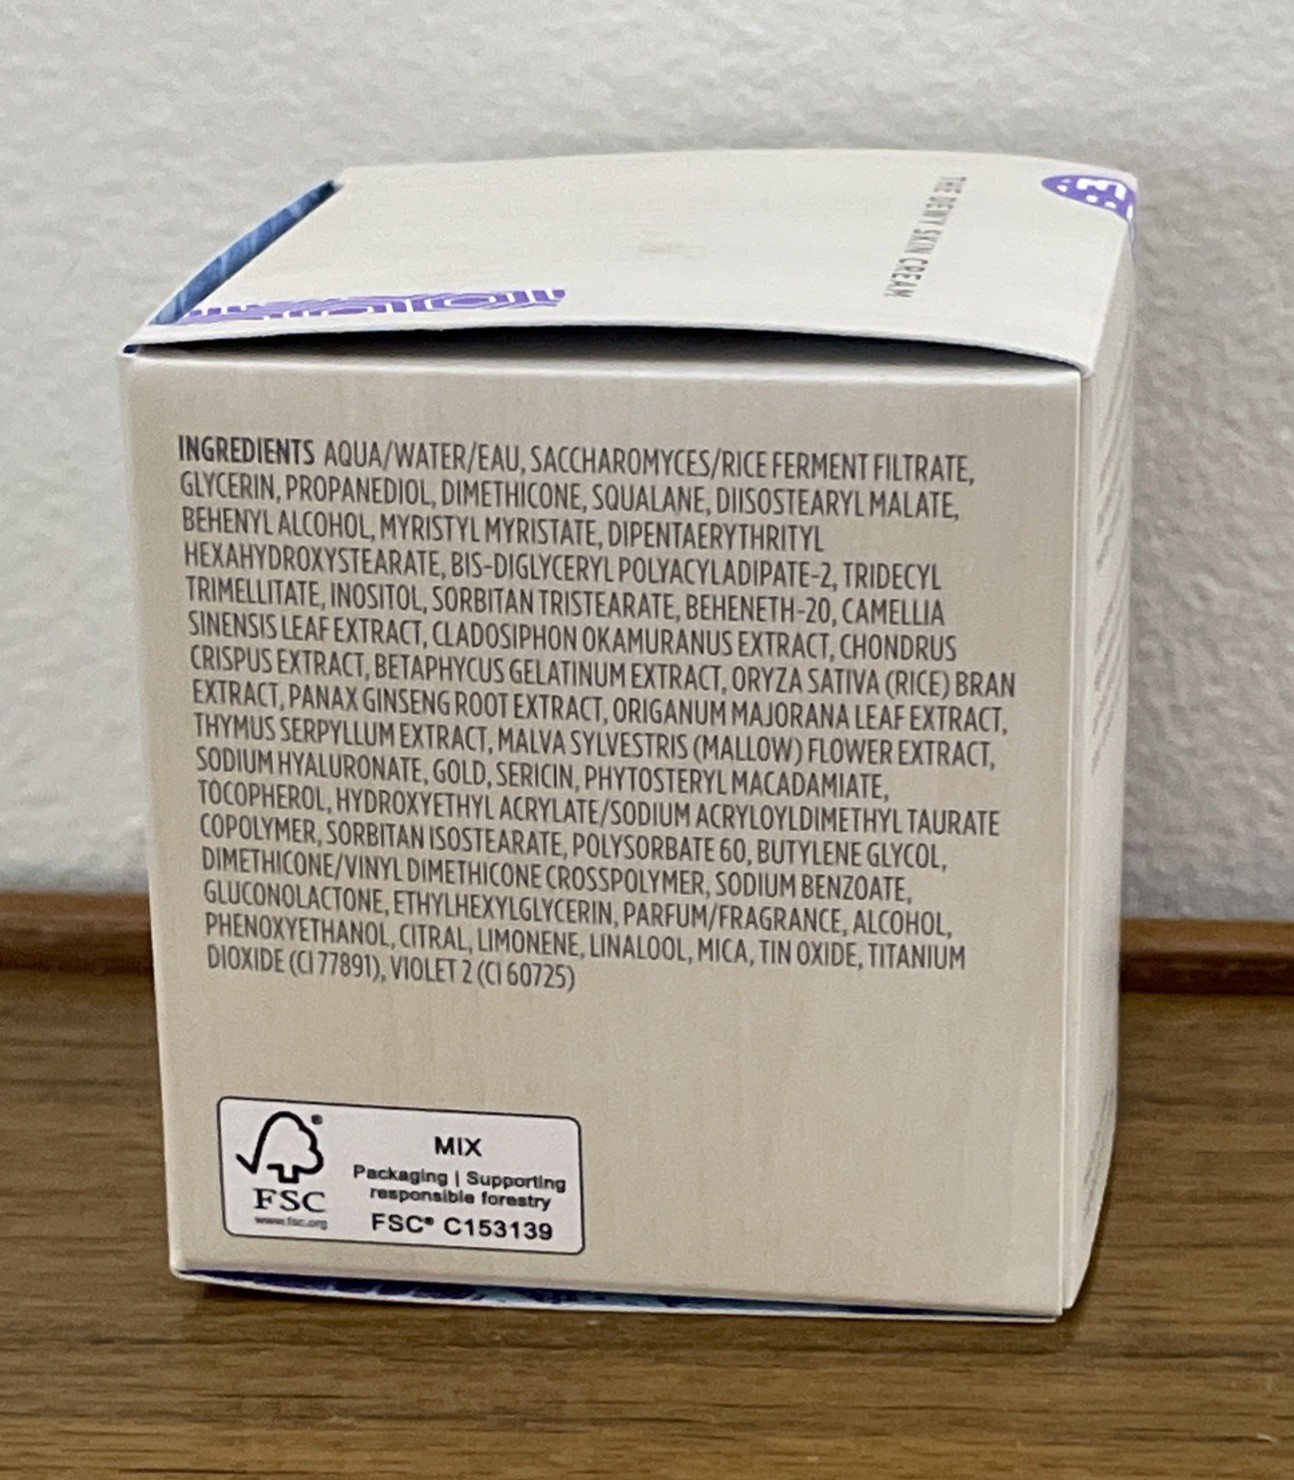 THE DEWY SKIN CREAM
INGREDIENTS AQUA/WATER/EAU, SACCHAROMYCES/RICE FERMENT FILTRATE,
GLYCERIN, PROPANEDIOL, DIMETHICONE, SQUALANE, DIISOSTEARYL MALATE,
BEHENYL ALCOHOL, MYRISTYL MYRISTATE, DIPENTAERYTHRITYL
HEXAHYDROXYSTEARATE, BIS-DIGLYCERYL POLYACYLADIPATE-2, TRIDECYL
TRIMELLITATE, INOSITOL, SORBITAN TRISTEARATE, BEHENETH-20, CAMELLIA
SINENSIS LEAF EXTRACT, CLADOSIPHON OKAMURANUS EXTRACT, CHONDRUS
CRISPUS EXTRACT, BETAPHYCUS GELATINUM EXTRACT, ORYZA SATIVA (RICE) BRAN
EXTRACT, PANAX GINSENG ROOT EXTRACT, ORIGANUM MAJORANA LEAF EXTRACT,
THYMUS SERPYLLUM EXTRACT, MALVA SYLVESTRIS (MALLOW) FLOWER EXTRACT,
SODIUM HYALURONATE, GOLD, SERICIN, PHYTOSTERYL MACADAMIATE,
TOCOPHEROL, HYDROXYETHYL ACRYLATE/SODIUM ACRYLOYLDIMETHYL TAURATE
COPOLYMER, SORBITAN ISOSTEARATE, POLYSORBATE 60, BUTYLENE GLYCOL,
DIMETHICONE/VINYL DIMETHICONE CROSSPOLYMER, SODIUM BENZOATE,
GLUCONOLACTONE, ETHYLHEXYLGLYCERIN, PARFUM/FRAGRANCE, ALCOHOL,
PHENOXYETHANOL, CITRAL, LIMONENE, LINALOOL, MICA, TIN OXIDE, TITANIUM
DIOXIDE (CI 77891), VIOLET 2 (CI 60725)
®
FSC
www.fsc.org
MIX
Packaging | Supporting
responsible forestry
FSC® C153139